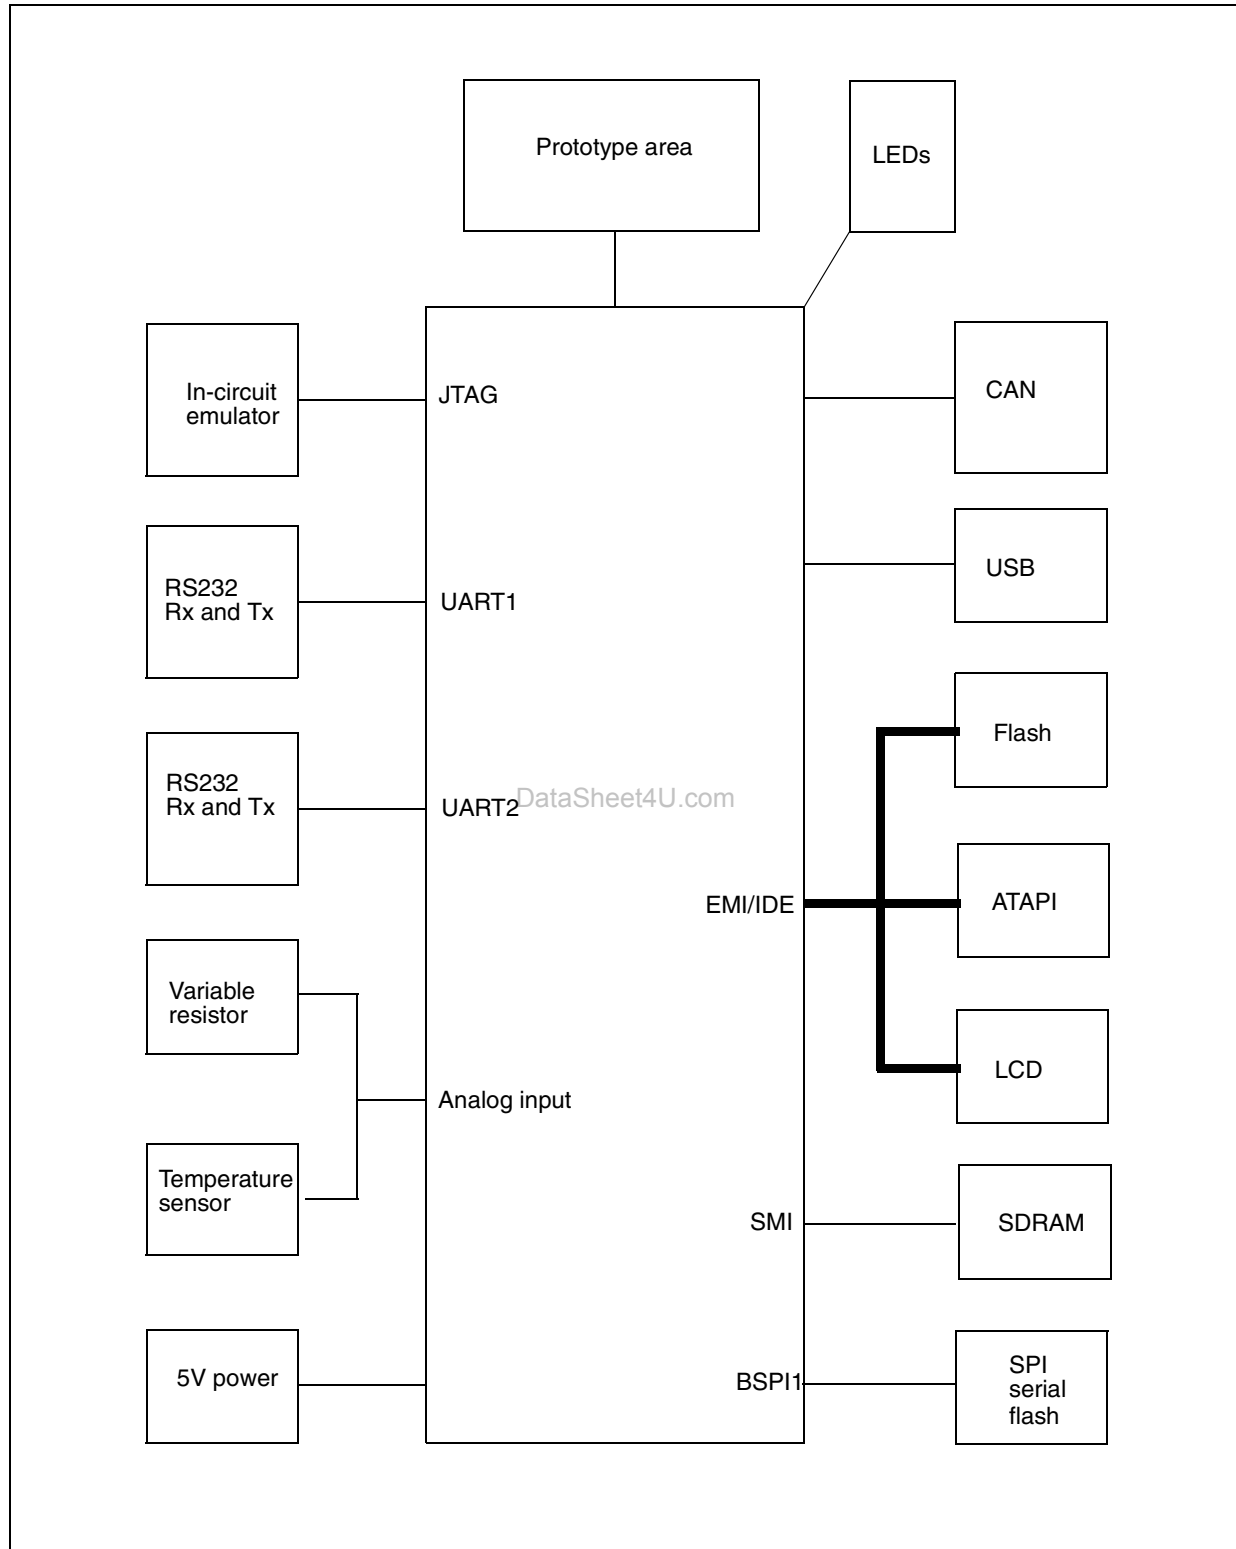 Prototype area
LEDs
In-circuit
emulator
JTAG
CAN
RS232
Rx and Tx
UART1
USB
RS232
Rx and Tx
UART2
DataSheet4U.com
Flash
EMI/IDE
ATAPI
Variable
resistor
LCD
Analog input
Temperature
sensor
SMI
SDRAM
5V power
BSPI1
SPI
serial
flash